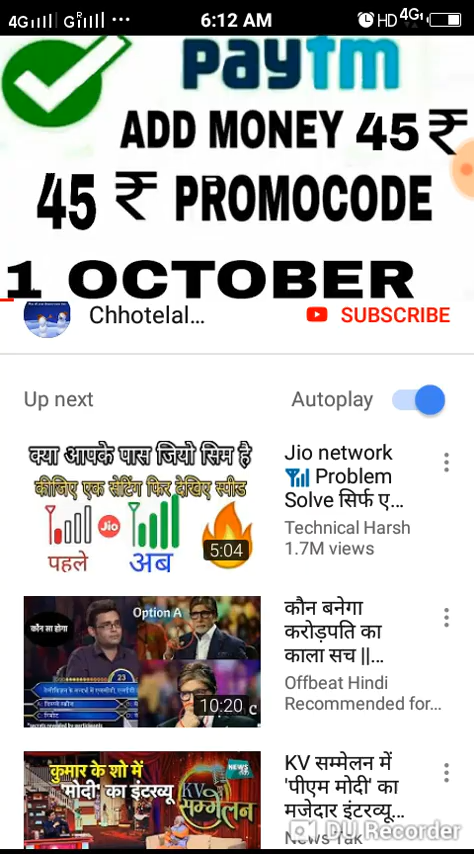 4G G 6:12 AM HD 4G
paytm
ADD MONEY 45 ₹
45 ₹ PROMOCODE
1 OCTOBER
Chhotelal... SUBSCRIBE
Up next Autoplay
क्या आपके पास जियो सिम है
कीजिए एक सेटिंग फिर देखिए स्पीड
Jio
पहले अब
5:04
Jio network
Problem
Solve सिर्फ ए...
Technical Harsh
1.7M views
कौन सा होगा
Option A
23
10:20
कौन बनेगा
करोड़पति का
काला सच ||...
Offbeat Hindi
Recommended for...
कुमार के शो में
'मोदी' का इंटरव्यू
KV
सम्मेलन
NEWS
KV सम्मेलन में
'पीएम मोदी' का
मजेदार इंटरव्यू...
News Tak
DU Recorder